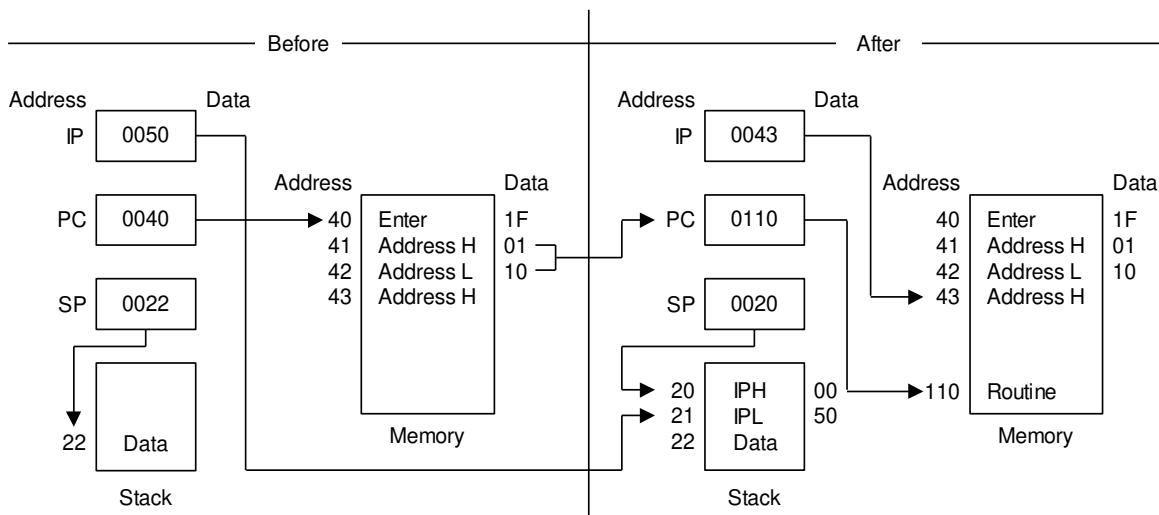 Before
Address Data
IP 0050
PC 0040
SP 0022
22 Data
Stack
Address Data
40 Enter 1F
41 Address H 01
42 Address L 10
43 Address H
Memory
After
Address Data
IP 0043
PC 0110
SP 0020
20 IPH 00
21 IPL 50
22 Data
Stack
Address Data
40 Enter 1F
41 Address H 01
42 Address L 10
43 Address H
110 Routine
Memory